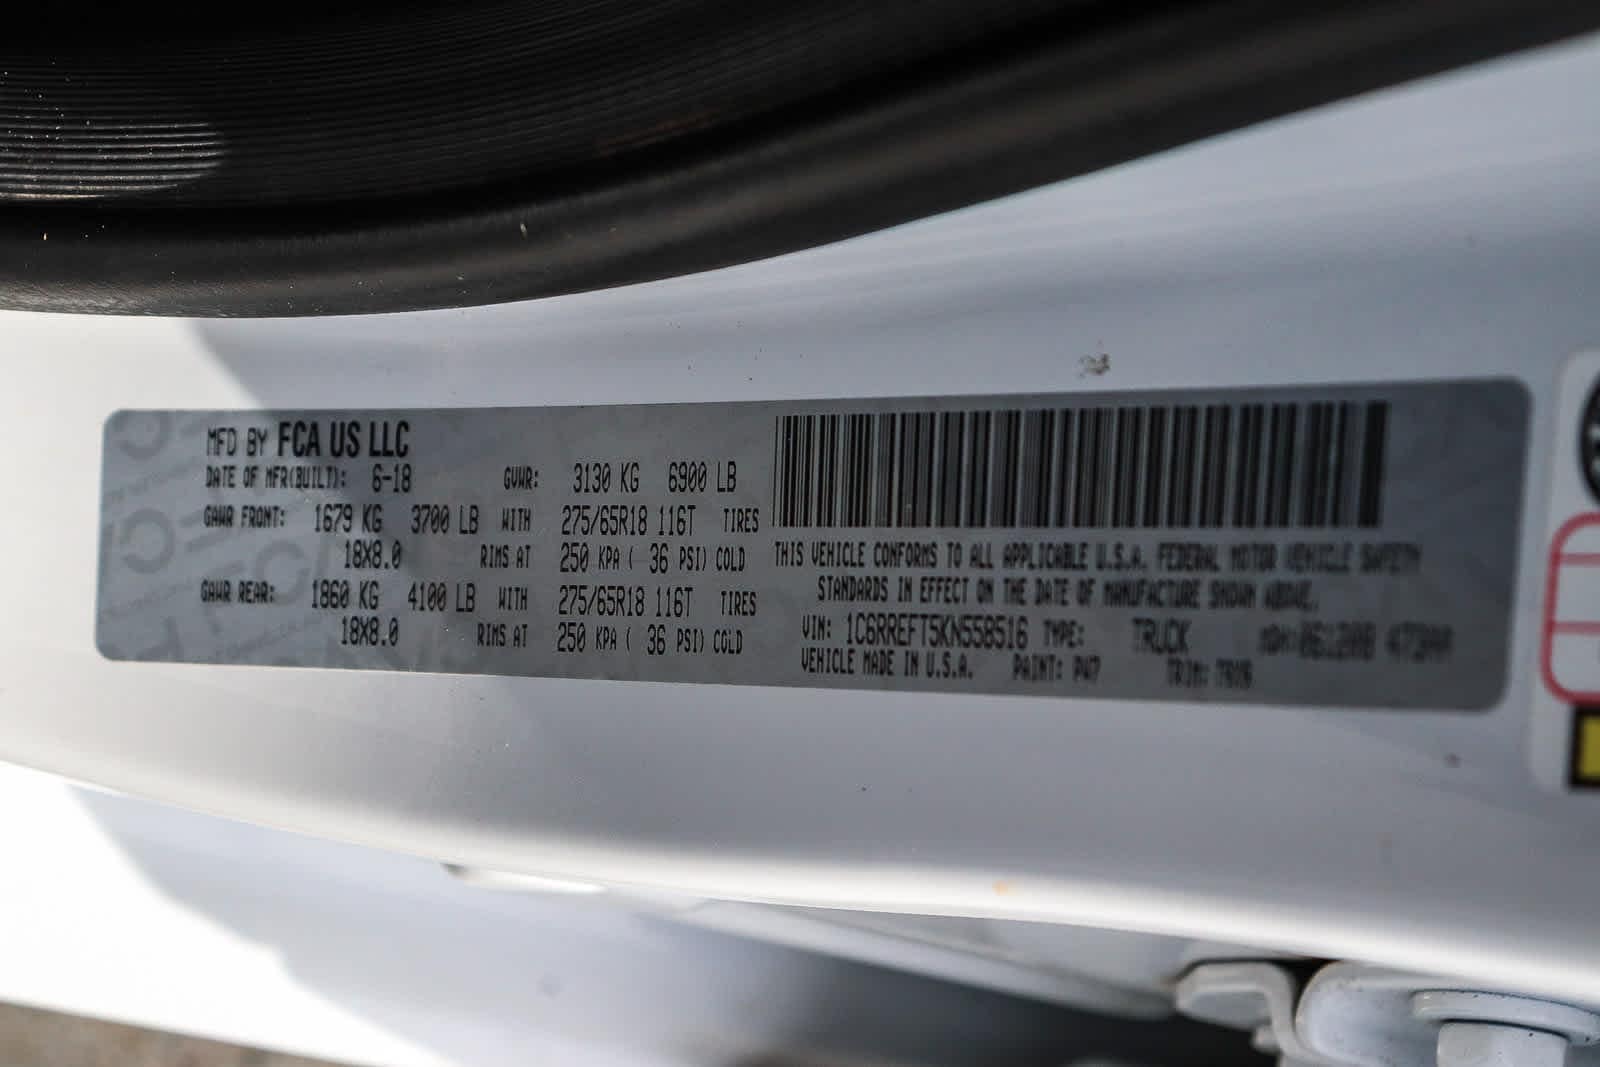 MFD BY FCA US LLC
DATE OF MFR(BUILT): 6-18 GVWR: 3130 KG 6900 LB
GAWR FRONT: 1679 KG 3700 LB WITH 275/65R18 116T TIRES
18X8.0 RIMS AT 250 KPA ( 36 PSI) COLD
GAWR REAR: 1860 KG 4100 LB WITH 275/65R18 116T TIRES
18X8.0 RIMS AT 250 KPA ( 36 PSI) COLD
THIS VEHICLE CONFORMS TO ALL APPLICABLE U.S.A. FEDERAL MOTOR VEHICLE SAFETY
STANDARDS IN EFFECT ON THE DATE OF MANUFACTURE SHOWN ABOVE.
VIN: 1C6RREFT5KN558516 TYPE: TRUCK
VEHICLE MADE IN U.S.A. PAINT: PW7 TRIM: